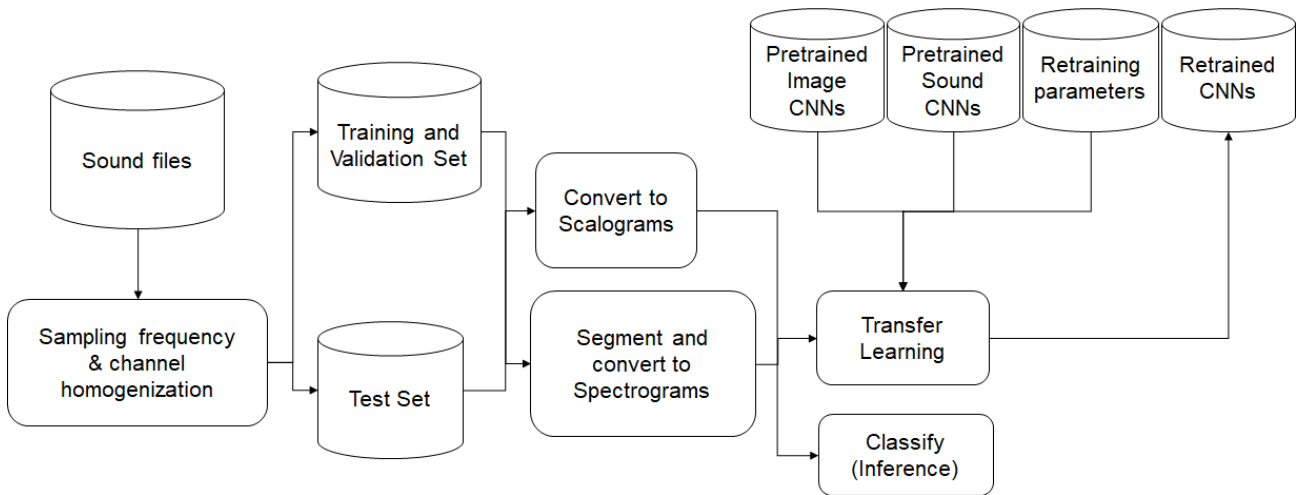 Sound files
Sampling frequency
& channel
homogenization
Training and
Validation Set
Test Set
Convert to
Scalograms
Segment and
convert to
Spectrograms
Pretrained
Image
CNNs
Pretrained
Sound
CNNs
Retraining
parameters
Retrained
CNNs
Transfer
Learning
Classify
(Inference)